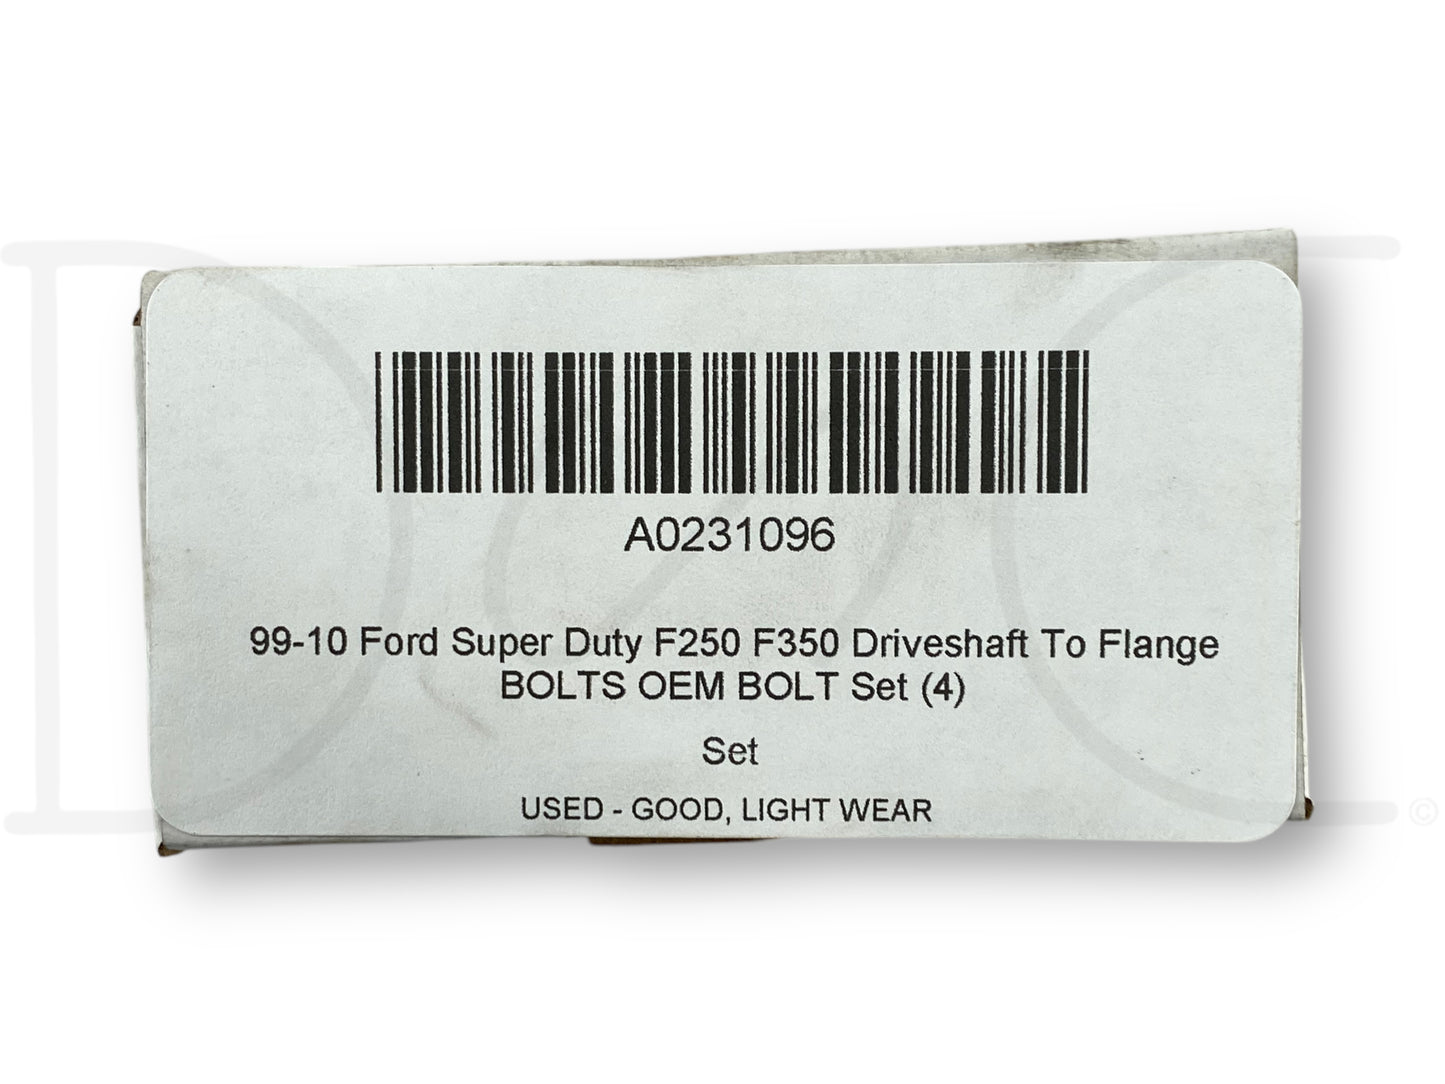 A0231096
99-10 Ford Super Duty F250 F350 Driveshaft To Flange
BOLTS OEM BOLT Set (4)
Set
USED - GOOD, LIGHT WEAR
©